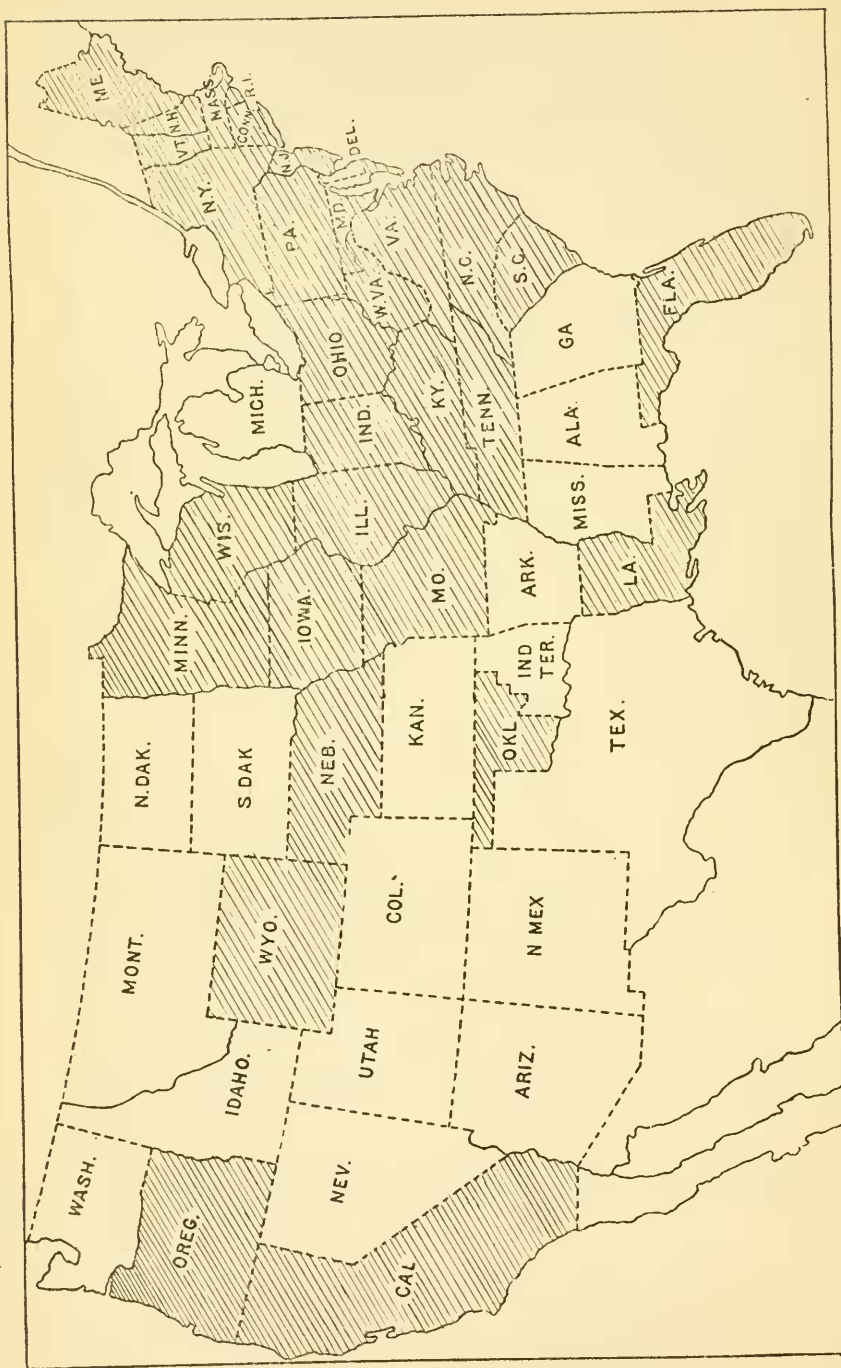 WASH.
OREG.
CAL
NEV.
IDAHO.
MONT.
WYO.
UTAH
ARIZ.
COL.
N MEX
N. DAK.
S DAK
NEB.
KAN.
OKL
IND
TER.
TEX.
MINN.
IOWA.
MO.
ARK.
LA.
WIS.
ILL.
MICH.
IND.
OHIO
KY.
TENN.
MISS.
ALA.
GA
ELA.
S.C.
N.C.
VA.
W.VA.
MD.
DEL.
PA.
N.J.
N.Y.
CONN.
R.I.
MASS.
VT.
N.H.
ME.